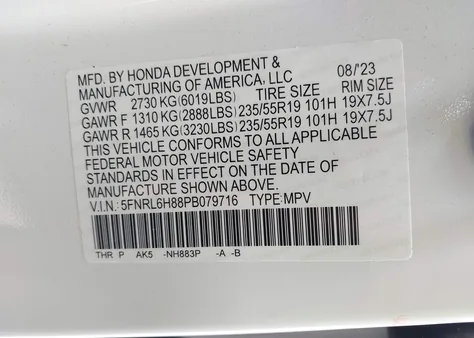 MFD. BY HONDA DEVELOPMENT &
MANUFACTURING OF AMERICA, LLC 08/'23
GVWR 2730 KG(6019LBS) TIRE SIZE RIM SIZE
GAWR F 1310 KG(2888LBS) 235/55R19 101H 19X7.5J
GAWR R 1465 KG(3230LBS) 235/55R19 101H 19X7.5J
THIS VEHICLE CONFORMS TO ALL APPLICABLE
FEDERAL MOTOR VEHICLE SAFETY
STANDARDS IN EFFECT ON THE DATE OF
MANUFACTURE SHOWN ABOVE.
V.I.N.: 5FNRL6H88PB079716 TYPE: MPV
THR P AK5 -NH883P -A -B